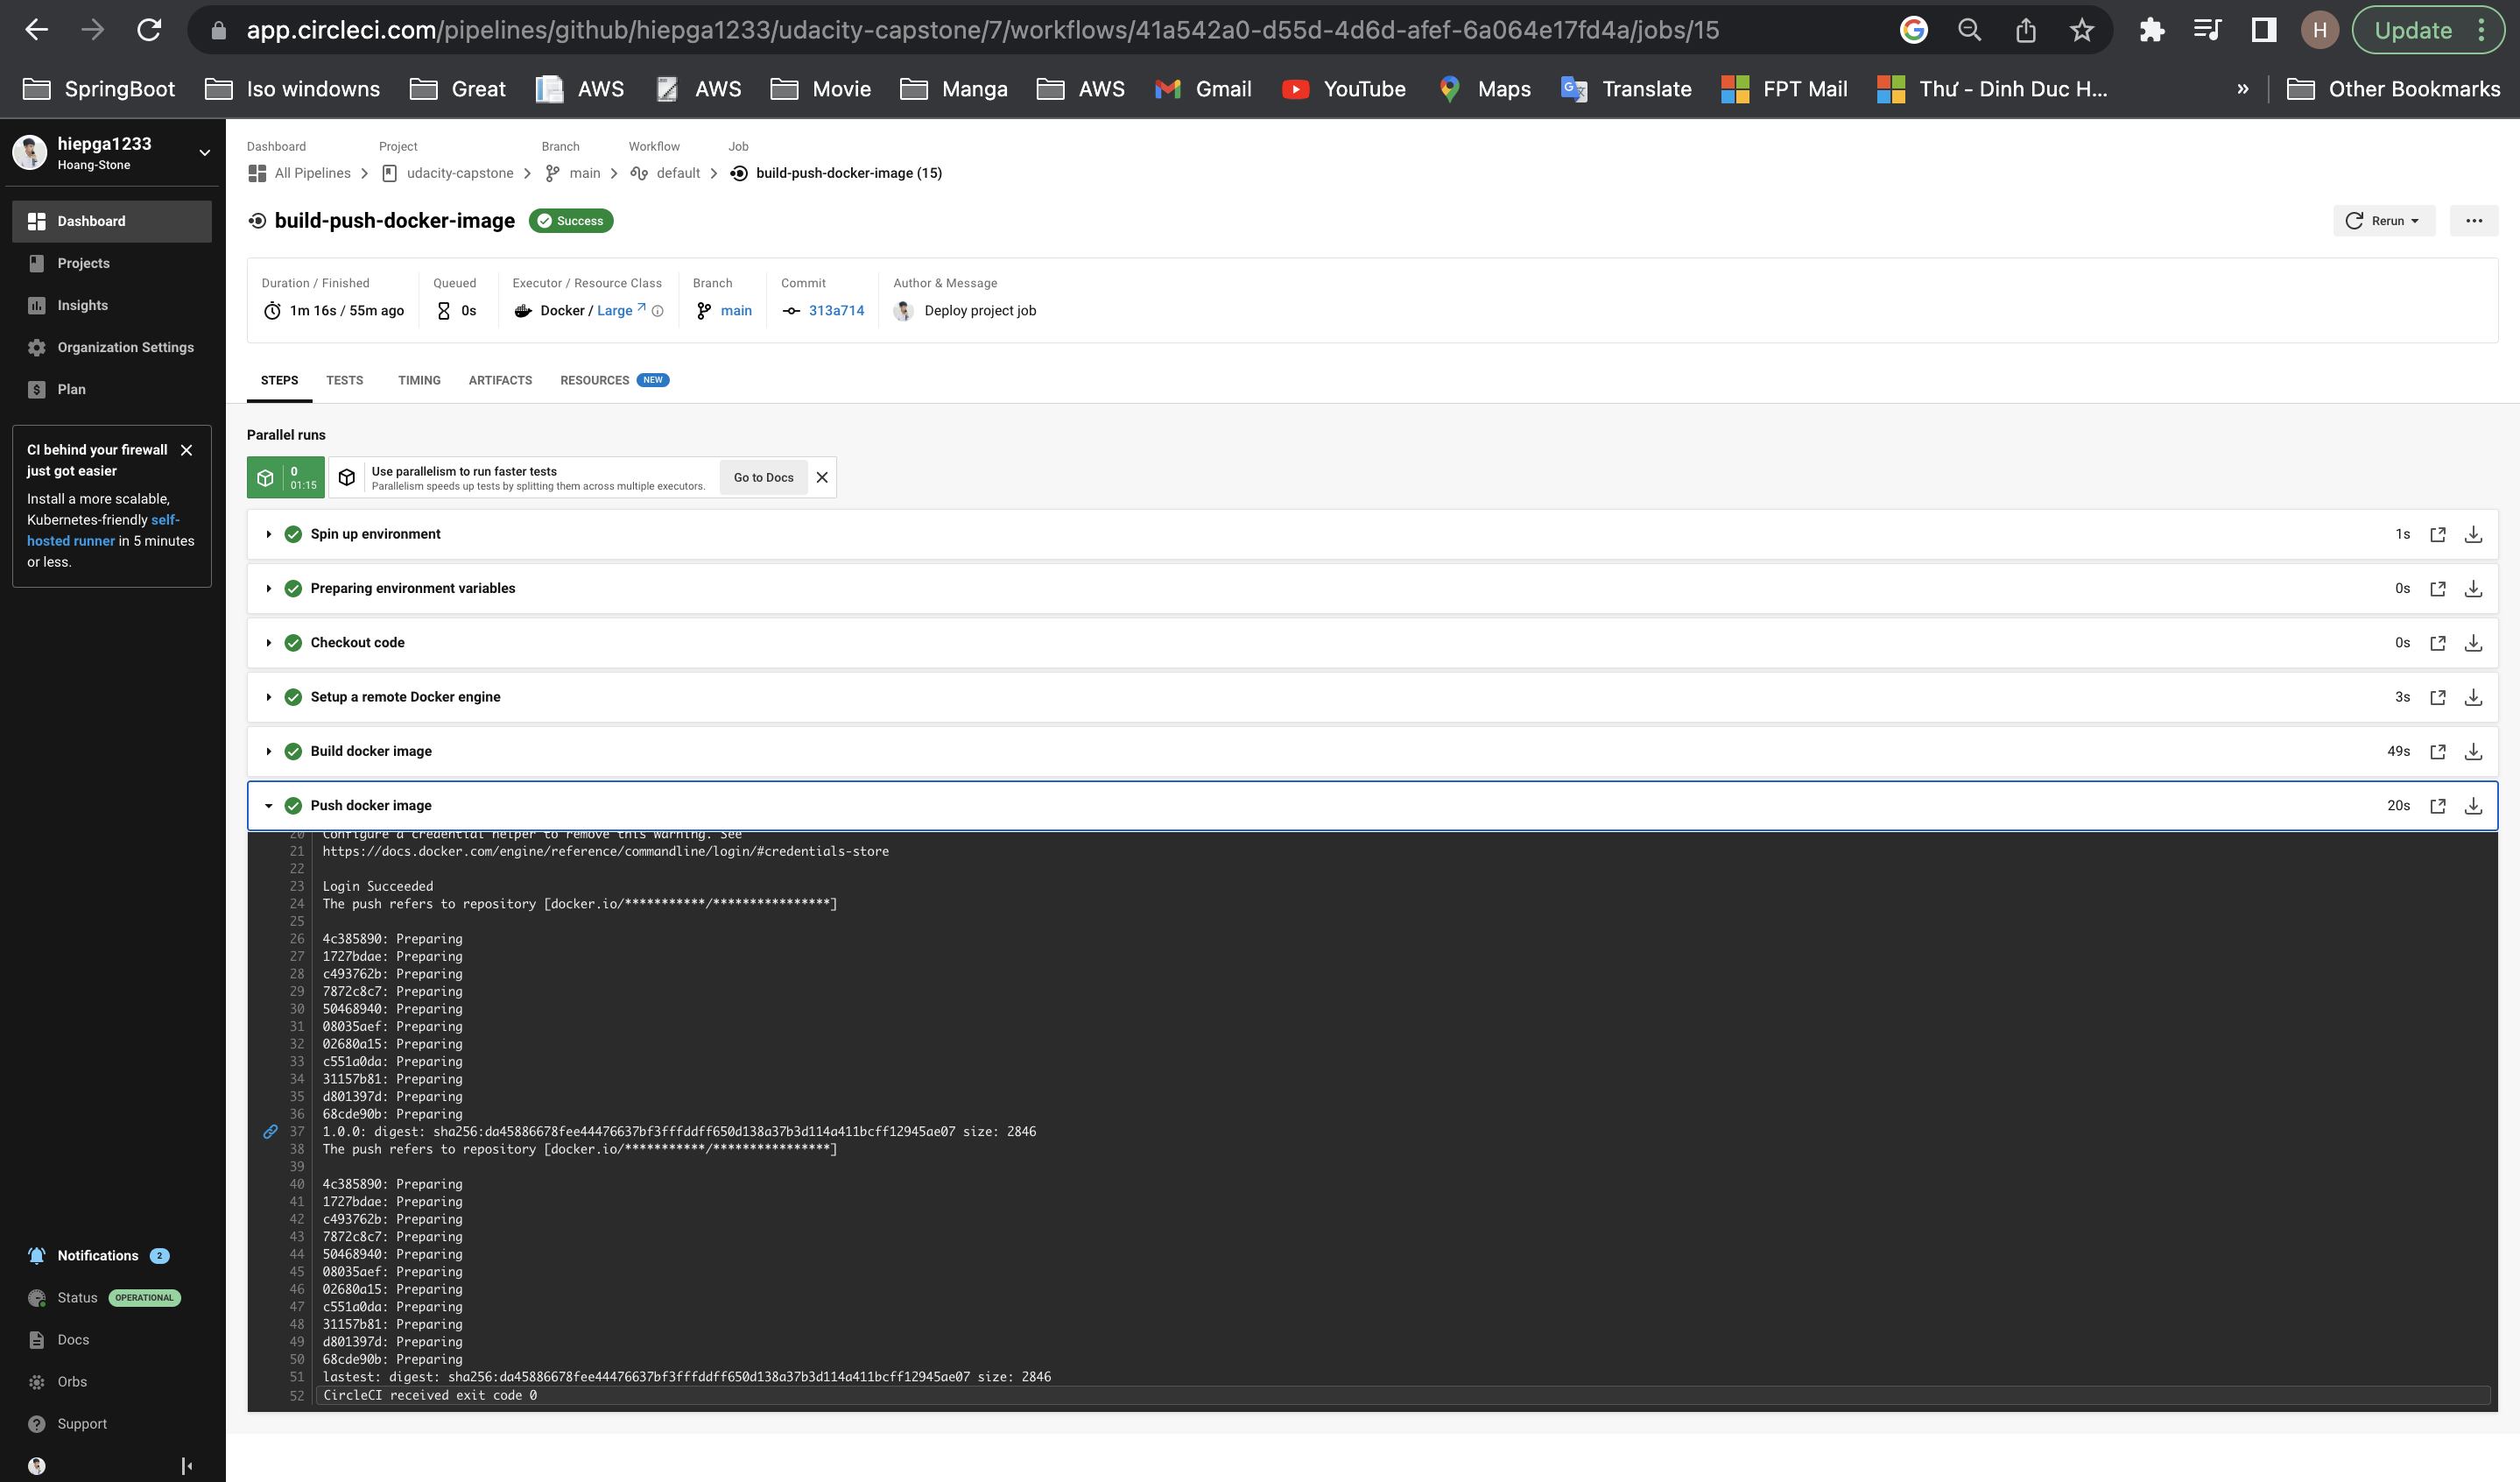 app.circleci.com/pipelines/github/hiepga1233/udacity-capstone/7/workflows/41a542a0-d55d-4d6d-afef-6a064e17fd4a/jobs/15
H
Update
SpringBoot
Iso windowns
Great
AWS
AWS
Movie
Manga
AWS
Gmail
YouTube
Maps
Translate
FPT Mail
Thư - Dinh Duc H...
»
Other Bookmarks
hiepga1233
Hoang-Stone
Dashboard
Projects
Insights
Organization Settings
Plan
CI behind your firewall
just got easier
Install a more scalable,
Kubernetes-friendly self-
hosted runner in 5 minutes
or less.
Notifications 2
Status OPERATIONAL
Docs
Orbs
Support
Dashboard Project Branch Workflow Job
All Pipelines udacity-capstone main default build-push-docker-image (15)
build-push-docker-image Success
Rerun
Duration / Finished Queued Executor / Resource Class Branch Commit Author & Message
1m 16s / 55m ago 0s Docker / Large main 313a714 Deploy project job
STEPS TESTS TIMING ARTIFACTS RESOURCES NEW
Parallel runs
0
01:15
Use parallelism to run faster tests
Parallelism speeds up tests by splitting them across multiple executors.
Go to Docs
Spin up environment 1s
Preparing environment variables 0s
Checkout code 0s
Setup a remote Docker engine 3s
Build docker image 49s
Push docker image 20s
20 Configure a credential helper to remove this warning. See
21 https://docs.docker.com/engine/reference/commandline/login/#credentials-store
22
23 Login Succeeded
24 The push refers to repository [docker.io/***********/****************]
25
26 4c385890: Preparing
27 1727bdae: Preparing
28 c493762b: Preparing
29 7872c8c7: Preparing
30 50468940: Preparing
31 08035aef: Preparing
32 02680a15: Preparing
33 c551a0da: Preparing
34 31157b81: Preparing
35 d801397d: Preparing
36 68cde90b: Preparing
37 1.0.0: digest: sha256:da45886678fee44476637bf3fffddff650d138a37b3d114a411bcff12945ae07 size: 2846
38 The push refers to repository [docker.io/***********/****************]
39
40 4c385890: Preparing
41 1727bdae: Preparing
42 c493762b: Preparing
43 7872c8c7: Preparing
44 50468940: Preparing
45 08035aef: Preparing
46 02680a15: Preparing
47 c551a0da: Preparing
48 31157b81: Preparing
49 d801397d: Preparing
50 68cde90b: Preparing
51 lastest: digest: sha256:da45886678fee44476637bf3fffddff650d138a37b3d114a411bcff12945ae07 size: 2846
52 CircleCI received exit code 0